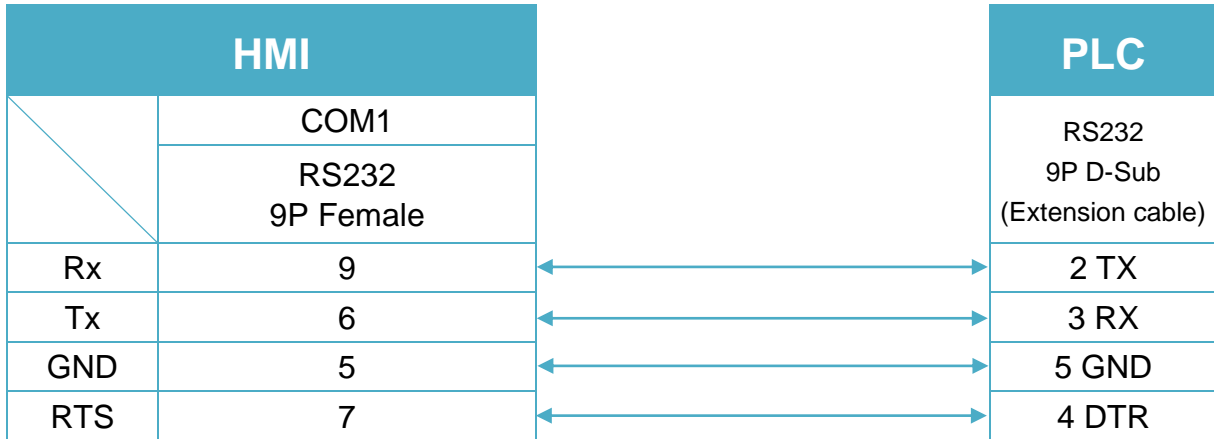 HMI PLC
COM1
RS232
9P Female
RS232
9P D-Sub
(Extension cable)
Rx 9 2 TX
Tx 6 3 RX
GND 5 5 GND
RTS 7 4 DTR